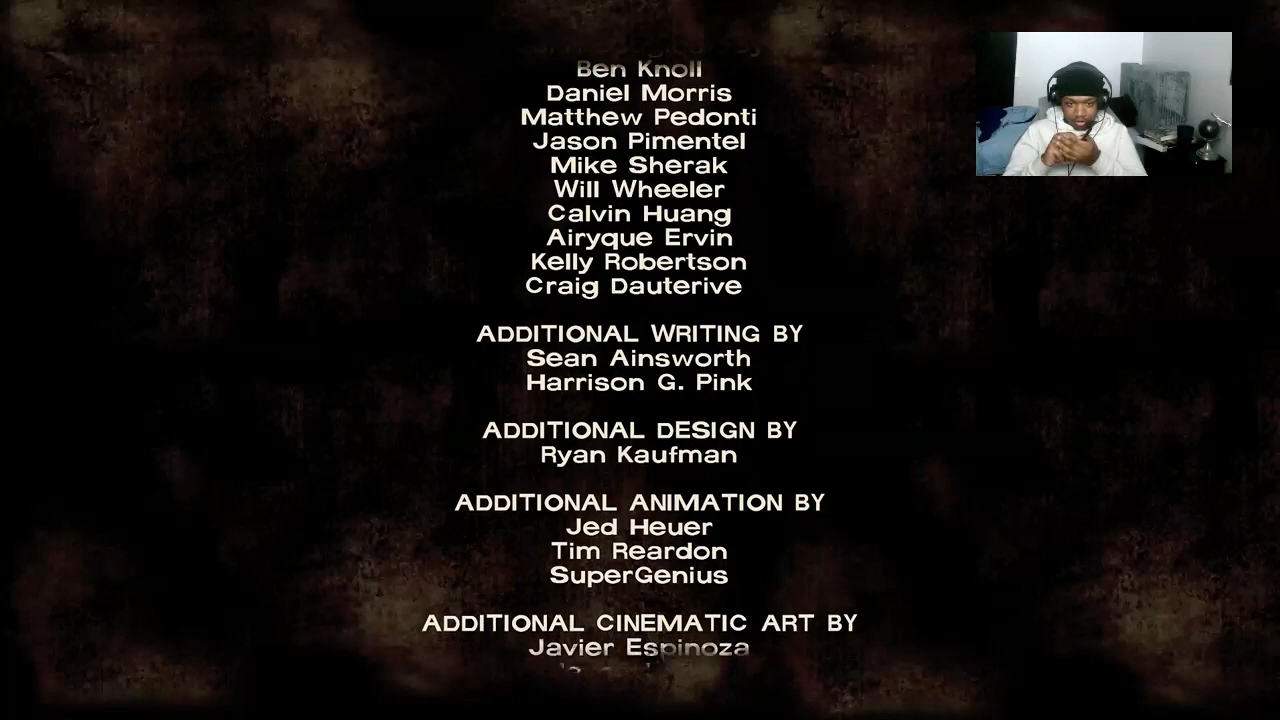 Ben Knoll
Daniel Morris
Matthew Pedonti
Jason Pimentel
Mike Sherak
Will Wheeler
Calvin Huang
Airyque Ervin
Kelly Robertson
Craig Dauterive
ADDITIONAL WRITING BY
Sean Ainsworth
Harrison G. Pink
ADDITIONAL DESIGN BY
Ryan Kaufman
ADDITIONAL ANIMATION BY
Jed Heuer
Tim Reardon
SuperGenius
ADDITIONAL CINEMATIC ART BY
Javier Espinoza